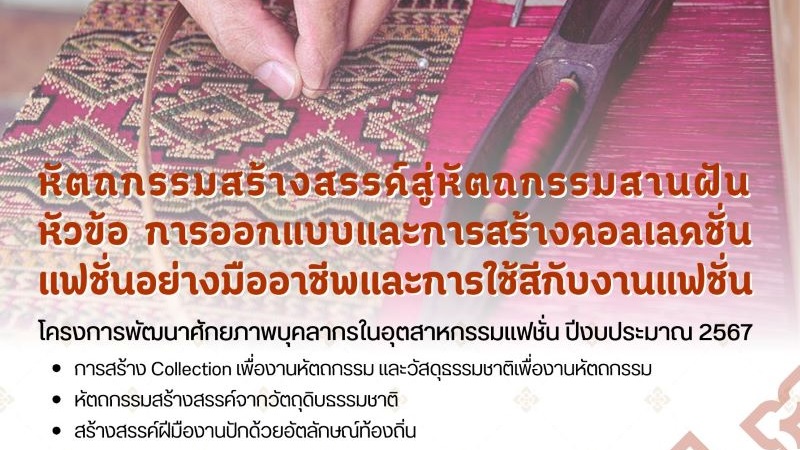 หัตถกรรมสร้างสรรค์สู่หัตถกรรมสานฝัน
หัวข้อ การออกแบบและการสร้างคอลเลคชั่น
แฟชั่นอย่างมืออาชีพและการใช้สีกับงานแฟชั่น
โครงการพัฒนาศักยภาพบุคลากรในอุตสาหกรรมแฟชั่น ปีงบประมาณ 2567
• การสร้าง Collection เพื่องานหัตถกรรม และวัสดุธรรมชาติเพื่องานหัตถกรรม
• หัตถกรรมสร้างสรรค์จากวัตถุดิบธรรมชาติ
• สร้างสรรค์ฝีมืองานปักด้วยอัตลักษณ์ท้องถิ่น